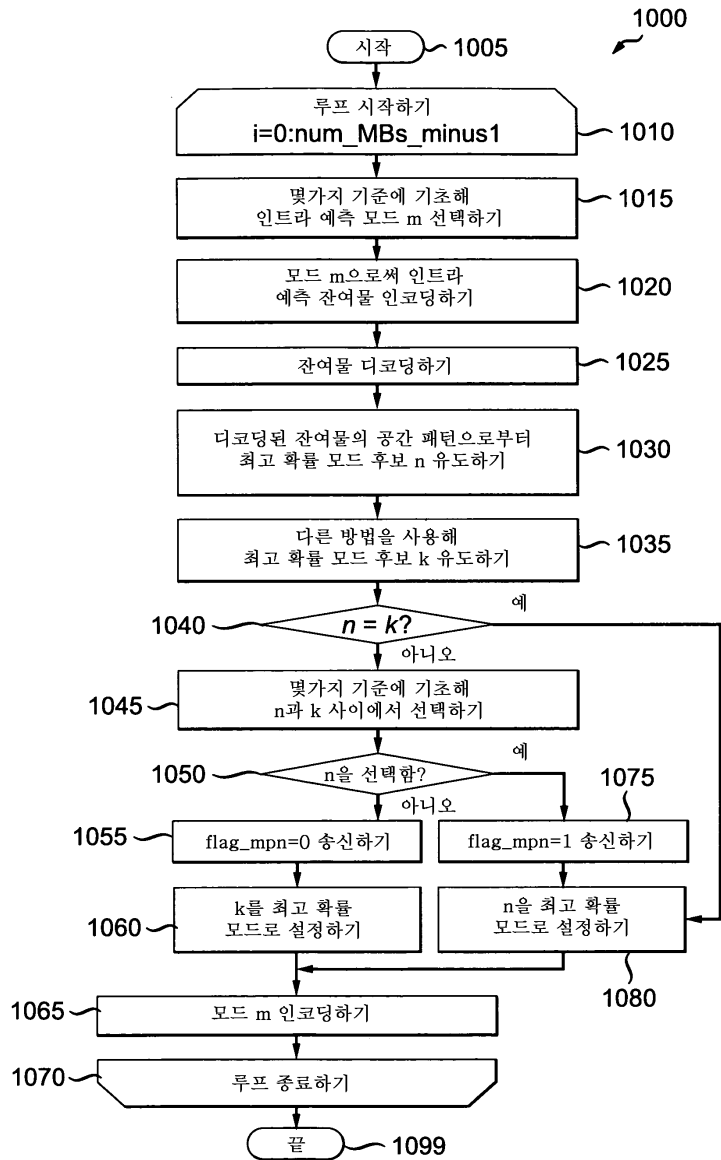 1000
시작
1005
루프 시작하기
i=0:num_MBs_minus1
1010
몇가지 기준에 기초해
인트라 예측 모드 m 선택하기
1015
모드 m으로써 인트라
예측 잔여물 인코딩하기
1020
잔여물 디코딩하기
1025
디코딩된 잔여물의 공간 패턴으로부터
최고 확률 모드 후보 n 유도하기
1030
다른 방법을 사용해
최고 확률 모드 후보 k 유도하기
1035
예
1040
n = k?
아니오
몇가지 기준에 기초해
n과 k 사이에서 선택하기
1045
예
1050
n을 선택함?
아니오
1075
1055
flag_mpn=0 송신하기
flag_mpn=1 송신하기
k를 최고 확률
모드로 설정하기
1060
n을 최고 확률
모드로 설정하기
1080
1065
모드 m 인코딩하기
1070
루프 종료하기
끝
1099